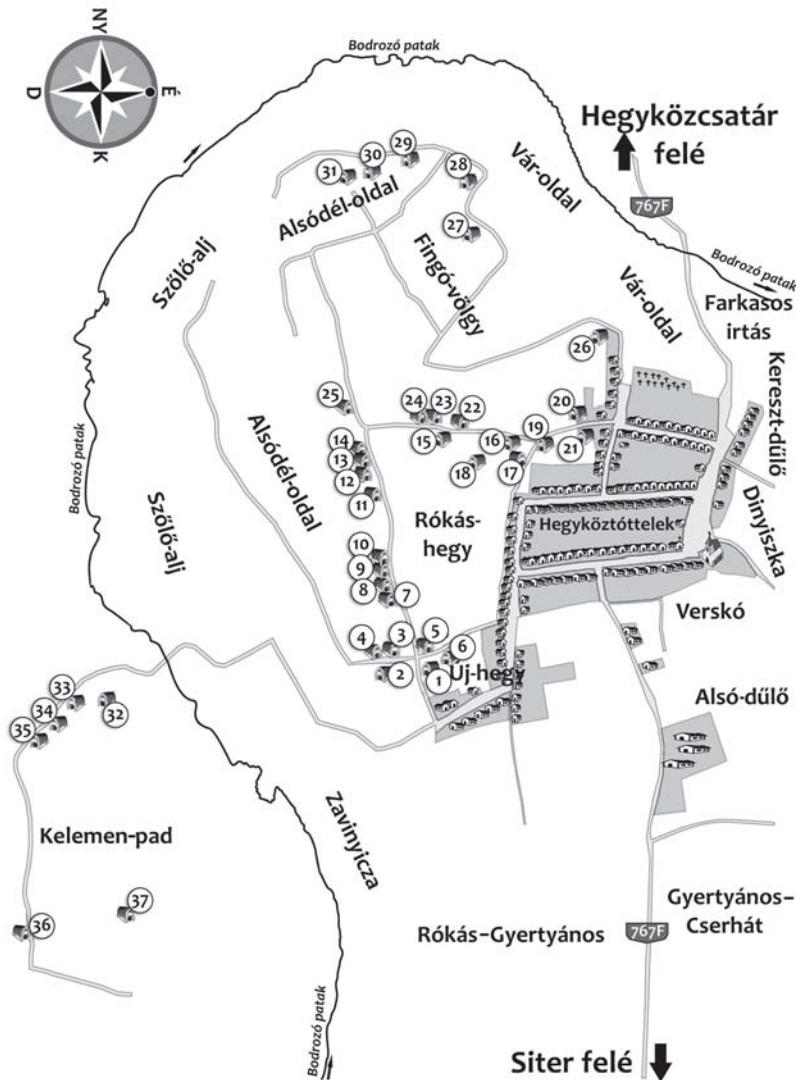 NY
Bodrozó patak
Hegyközcsatár
felé
D
É
K
29
30
31
28
Vár-oldal
767F
Alsódél-oldal
27
Szőlő-alj
Fingó-völgy
Bodrozó patak
Vár-oldal
Farkasos
irtás
26
Kereszt-dűlő
25
24
23
22
20
19
21
14
13
12
11
15
16
18
17
Alsódél-oldal
Bodrozó patak
Rókás-
hegy
Hegyköztóttelek
Dinyiszka
Szőlő-alj
10
9
8
7
Verskó
4
3
5
6
2
1
Uj-hegy
33
34
35
32
Alsó-dűlő
Zavinyicza
Kelemen-pad
37
36
Gyertyános–
Cserhát
Rókás–Gyertyános
767F
Bodrozó patak
Siter felé